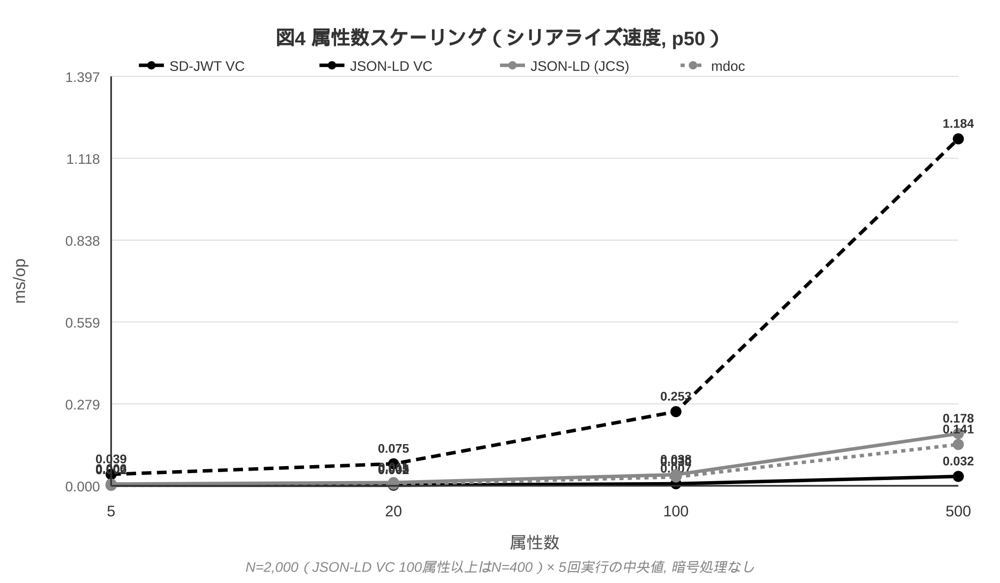 図4 属性数スケーリング（シリアライズ速度, p50）
SD-JWT VC JSON-LD VC JSON-LD (JCS) mdoc
1.397
1.184
1.118
0.838
ms/op
0.559
0.279
0.253
0.178
0.141
0.075
0.039
0.038
0.007
0.032
0.000
5 20 100 500
属性数
N=2,000（JSON-LD VC 100属性以上はN=400）× 5回実行の中央値, 暗号処理なし